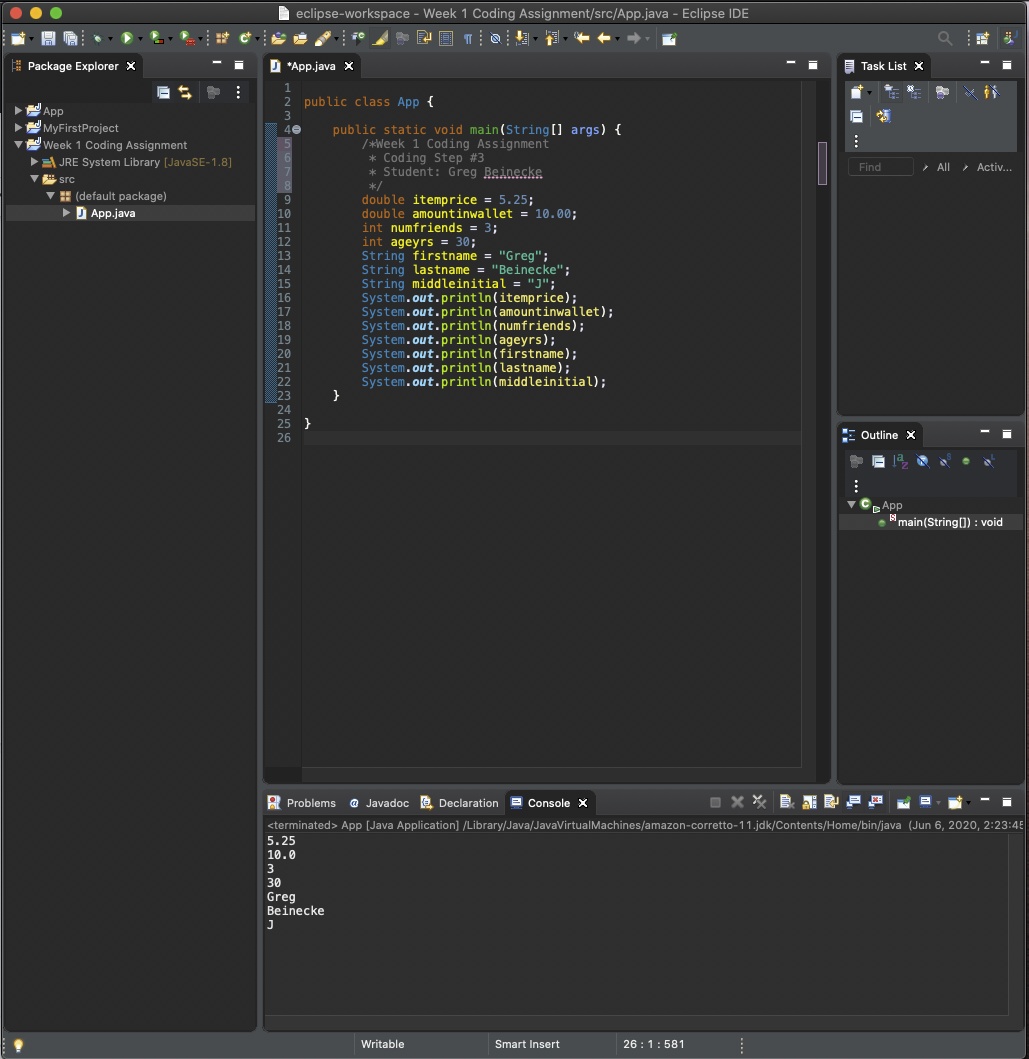 eclipse-workspace - Week 1 Coding Assignment/src/App.java - Eclipse IDE
Package Explorer
App
MyFirstProject
Week 1 Coding Assignment
JRE System Library [JavaSE-1.8]
src
(default package)
App.java
*App.java
1
2 public class App {
3
4 public static void main(String[] args) {
5 /*Week 1 Coding Assignment
6 * Coding Step #3
7 * Student: Greg Beinecke
8 */
9 double itemprice = 5.25;
10 double amountinwallet = 10.00;
11 int numfriends = 3;
12 int ageyrs = 30;
13 String firstname = "Greg";
14 String lastname = "Beinecke";
15 String middleinitial = "J";
16 System.out.println(itemprice);
17 System.out.println(amountinwallet);
18 System.out.println(numfriends);
19 System.out.println(ageyrs);
20 System.out.println(firstname);
21 System.out.println(lastname);
22 System.out.println(middleinitial);
23 }
24
25 }
26
Task List
Find All Activ...
Outline
App
main(String[]) : void
Problems Javadoc Declaration Console
<terminated> App [Java Application] /Library/Java/JavaVirtualMachines/amazon-corretto-11.jdk/Contents/Home/bin/java (Jun 6, 2020, 2:23:45
5.25
10.0
3
30
Greg
Beinecke
J
Writable Smart Insert 26 : 1 : 581